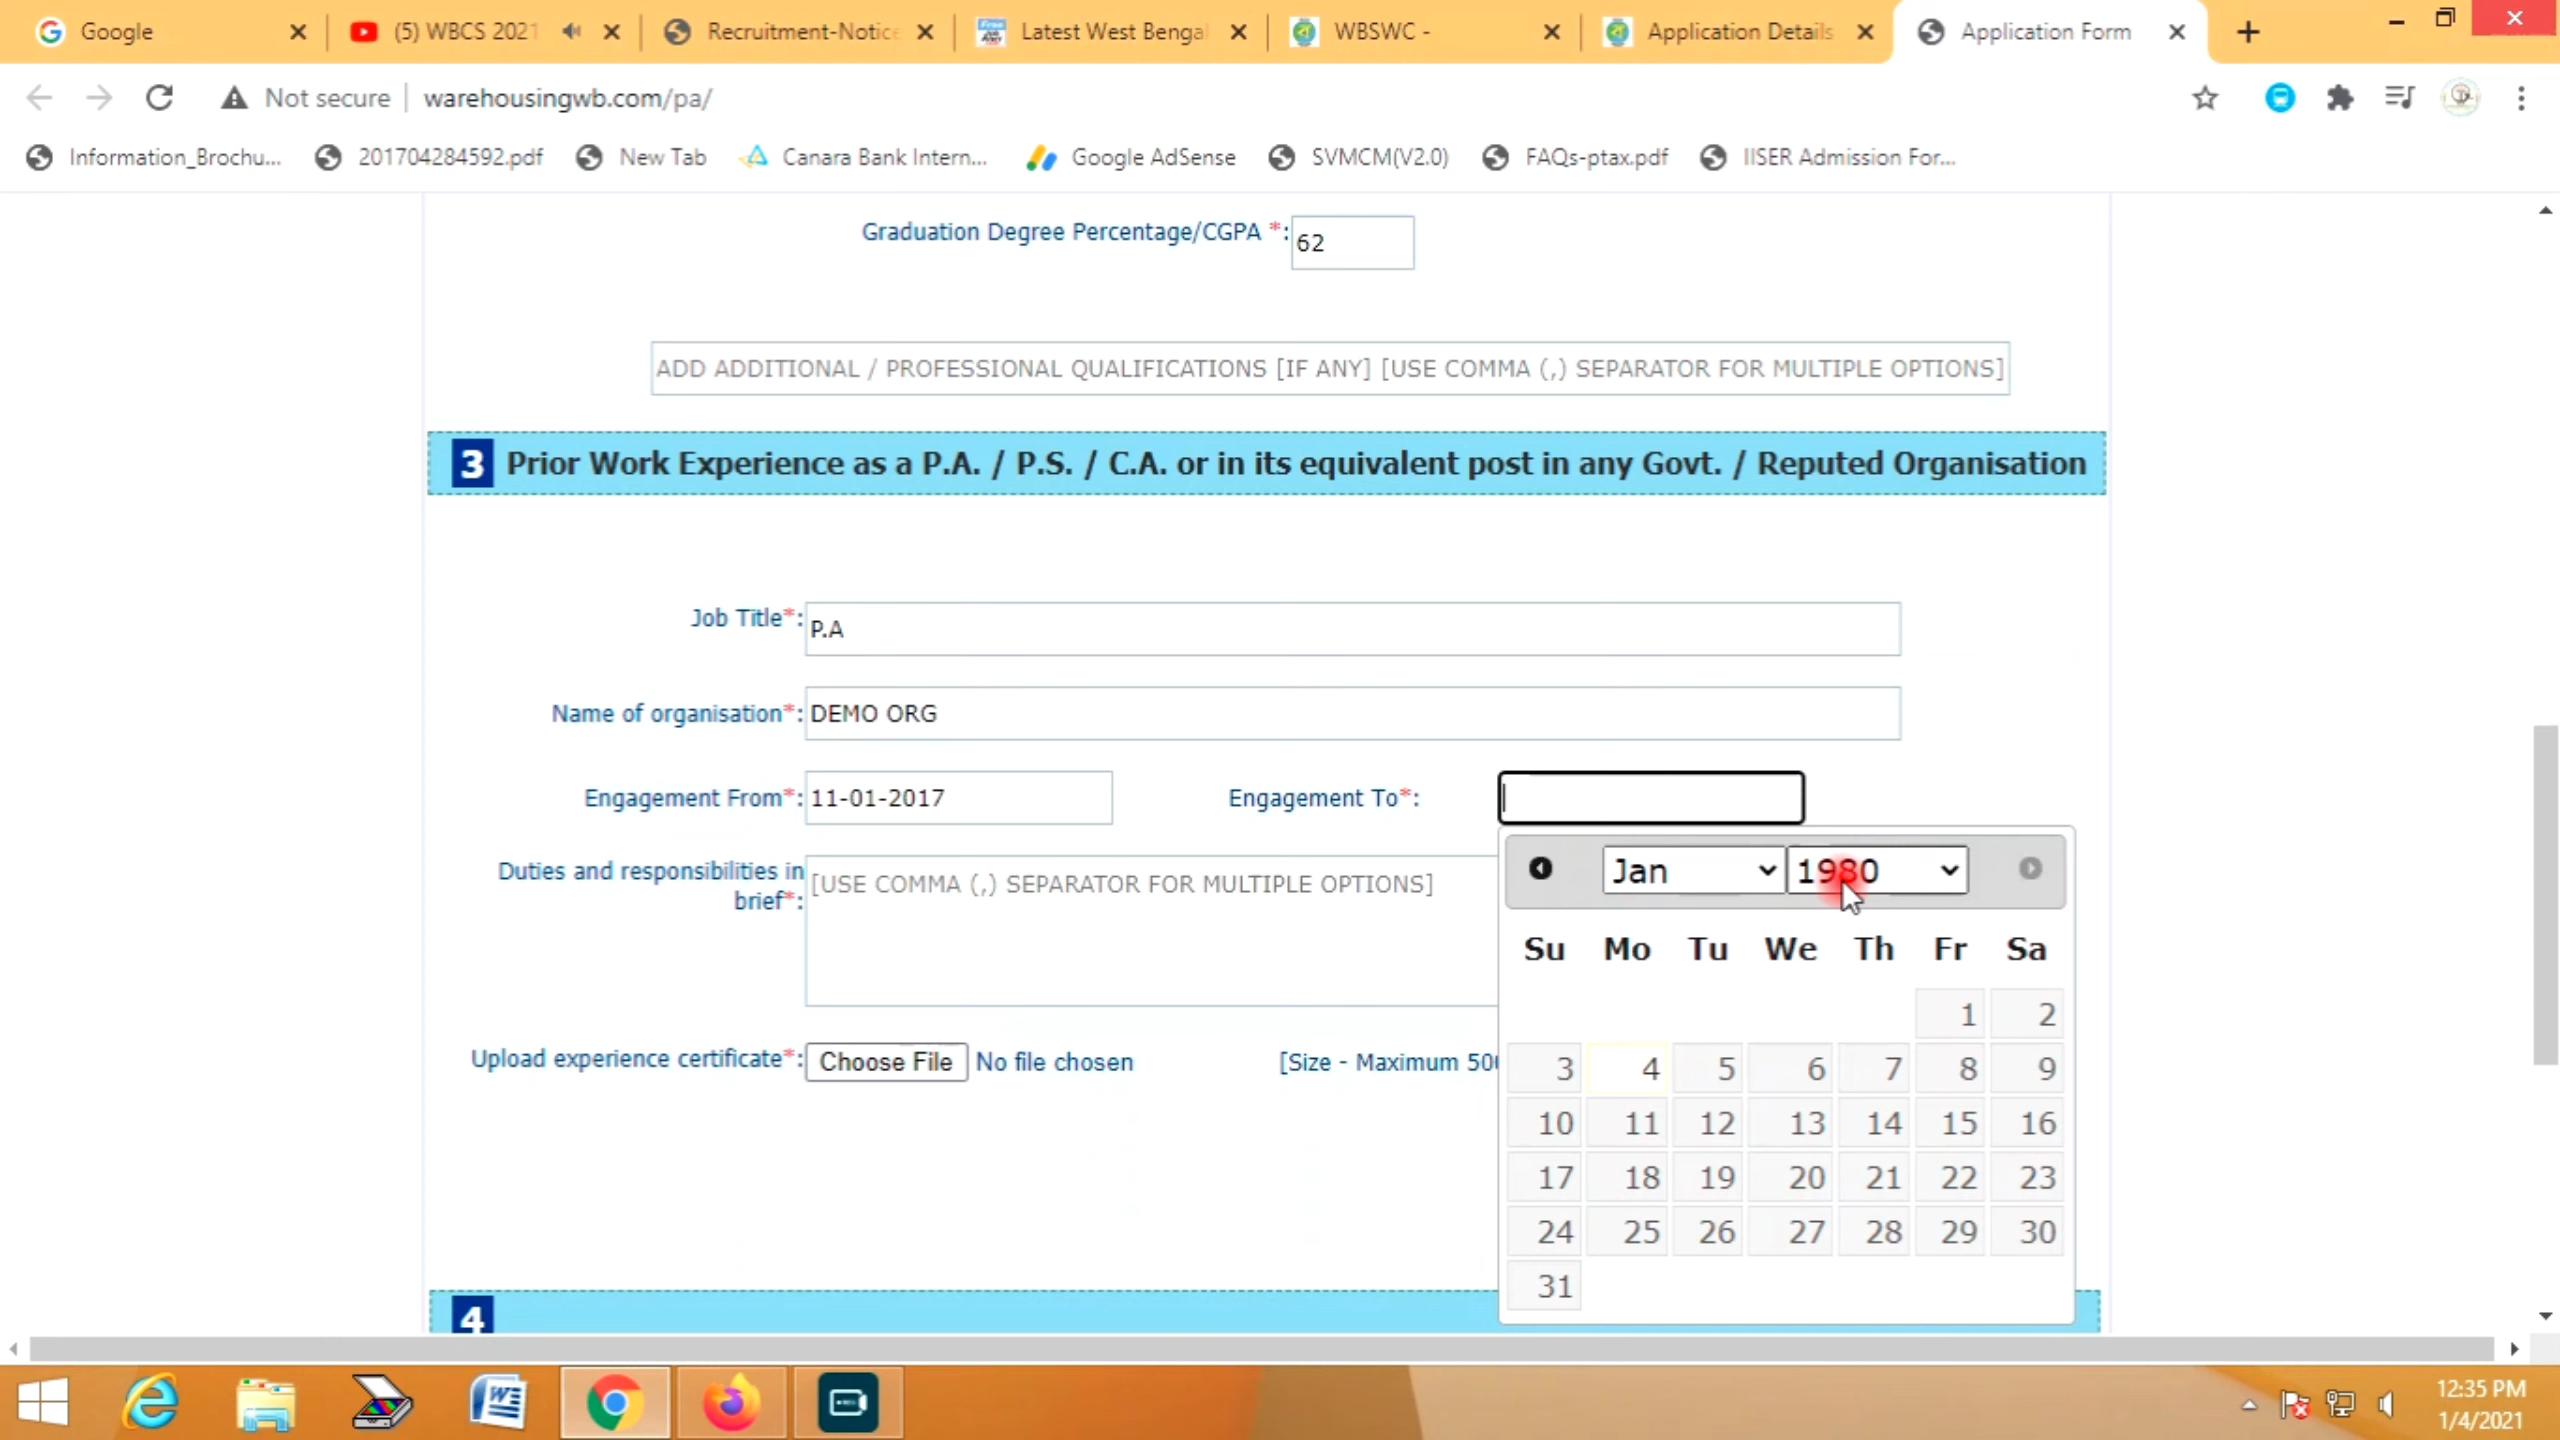 Google
(5) WBCS 2021
Recruitment-Notice
Latest West Bengal
WBSWC -
Application Details
Application Form
Not secure
warehousingwb.com/pa/
Information_Brochu...
201704284592.pdf
New Tab
Canara Bank Intern...
Google AdSense
SVMCM(V2.0)
FAQs-ptax.pdf
IISER Admission For...
Graduation Degree Percentage/CGPA *: 62
ADD ADDITIONAL / PROFESSIONAL QUALIFICATIONS [IF ANY] [USE COMMA (,) SEPARATOR FOR MULTIPLE OPTIONS]
3 Prior Work Experience as a P.A. / P.S. / C.A. or in its equivalent post in any Govt. / Reputed Organisation
Job Title*: P.A
Name of organisation*: DEMO ORG
Engagement From*: 11-01-2017 Engagement To*:
Duties and responsibilities in
brief*:
[USE COMMA (,) SEPARATOR FOR MULTIPLE OPTIONS]
Upload experience certificate*: Choose File No file chosen [Size - Maximum 50
Jan 1980
Su Mo Tu We Th Fr Sa
1 2
3 4 5 6 7 8 9
10 11 12 13 14 15 16
17 18 19 20 21 22 23
24 25 26 27 28 29 30
31
4
12:35 PM
1/4/2021